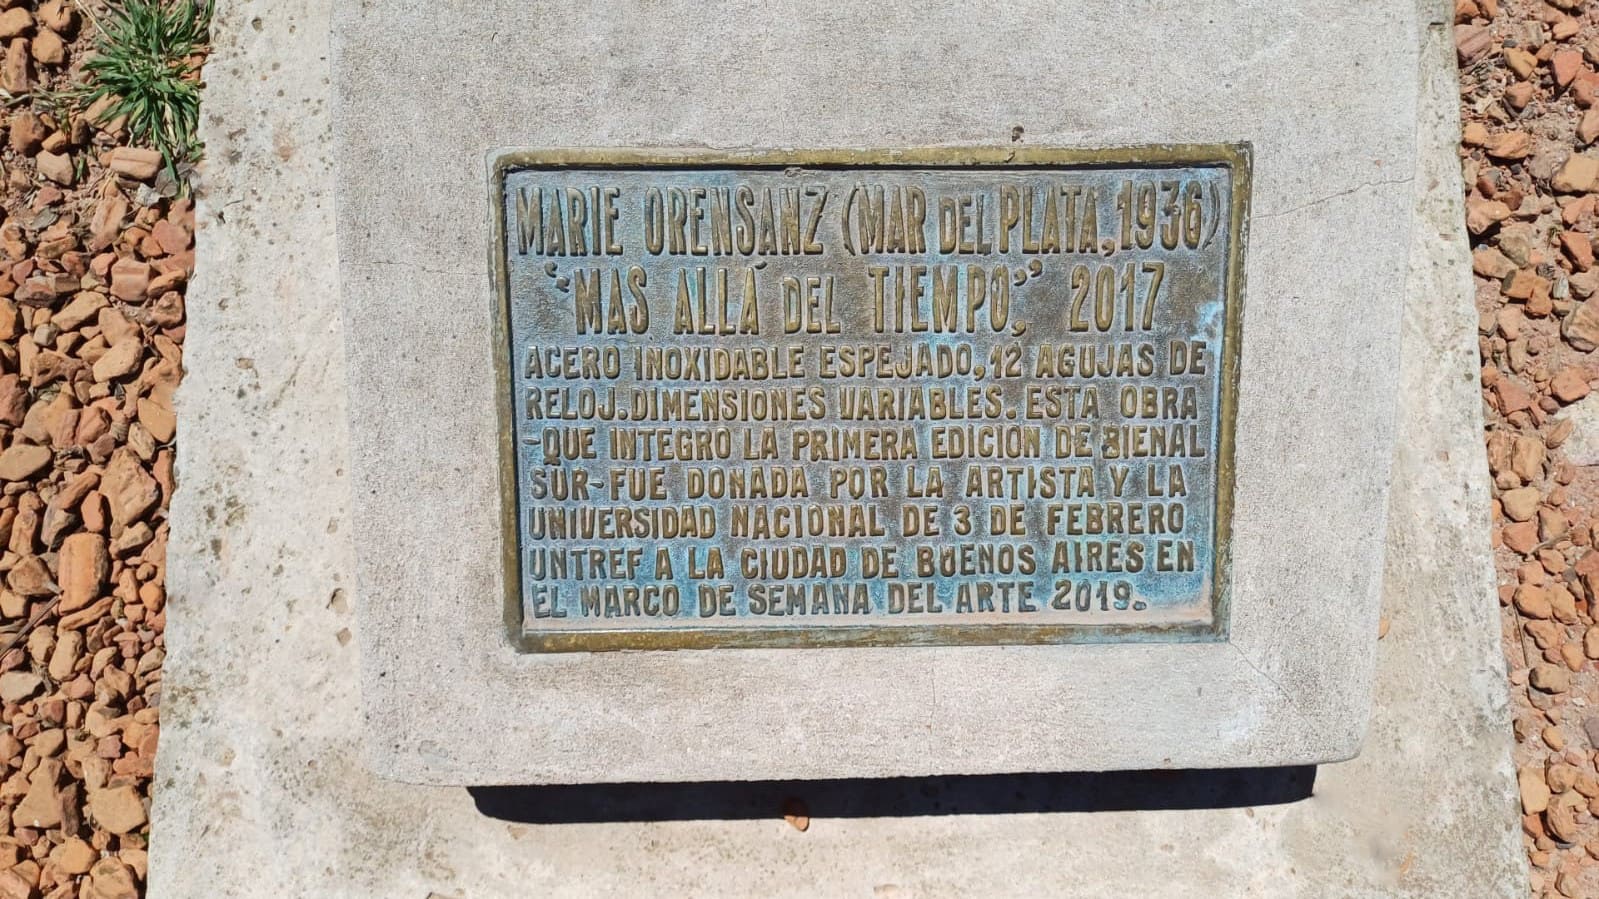 MARIE ORENSANZ (MAR DEL PLATA, 1936)
“MAS ALLÁ DEL TIEMPO,” 2017
ACERO INOXIDABLE ESPEJADO, 12 AGUJAS DE
RELOJ. DIMENSIONES VARIABLES. ESTA OBRA
-QUE INTEGRO LA PRIMERA EDICION DE BIENAL
SUR- FUE DONADA POR LA ARTISTA Y LA
UNIVERSIDAD NACIONAL DE 3 DE FEBRERO
UNTREF A LA CIUDAD DE BUENOS AIRES EN
EL MARCO DE SEMANA DEL ARTE 2019.